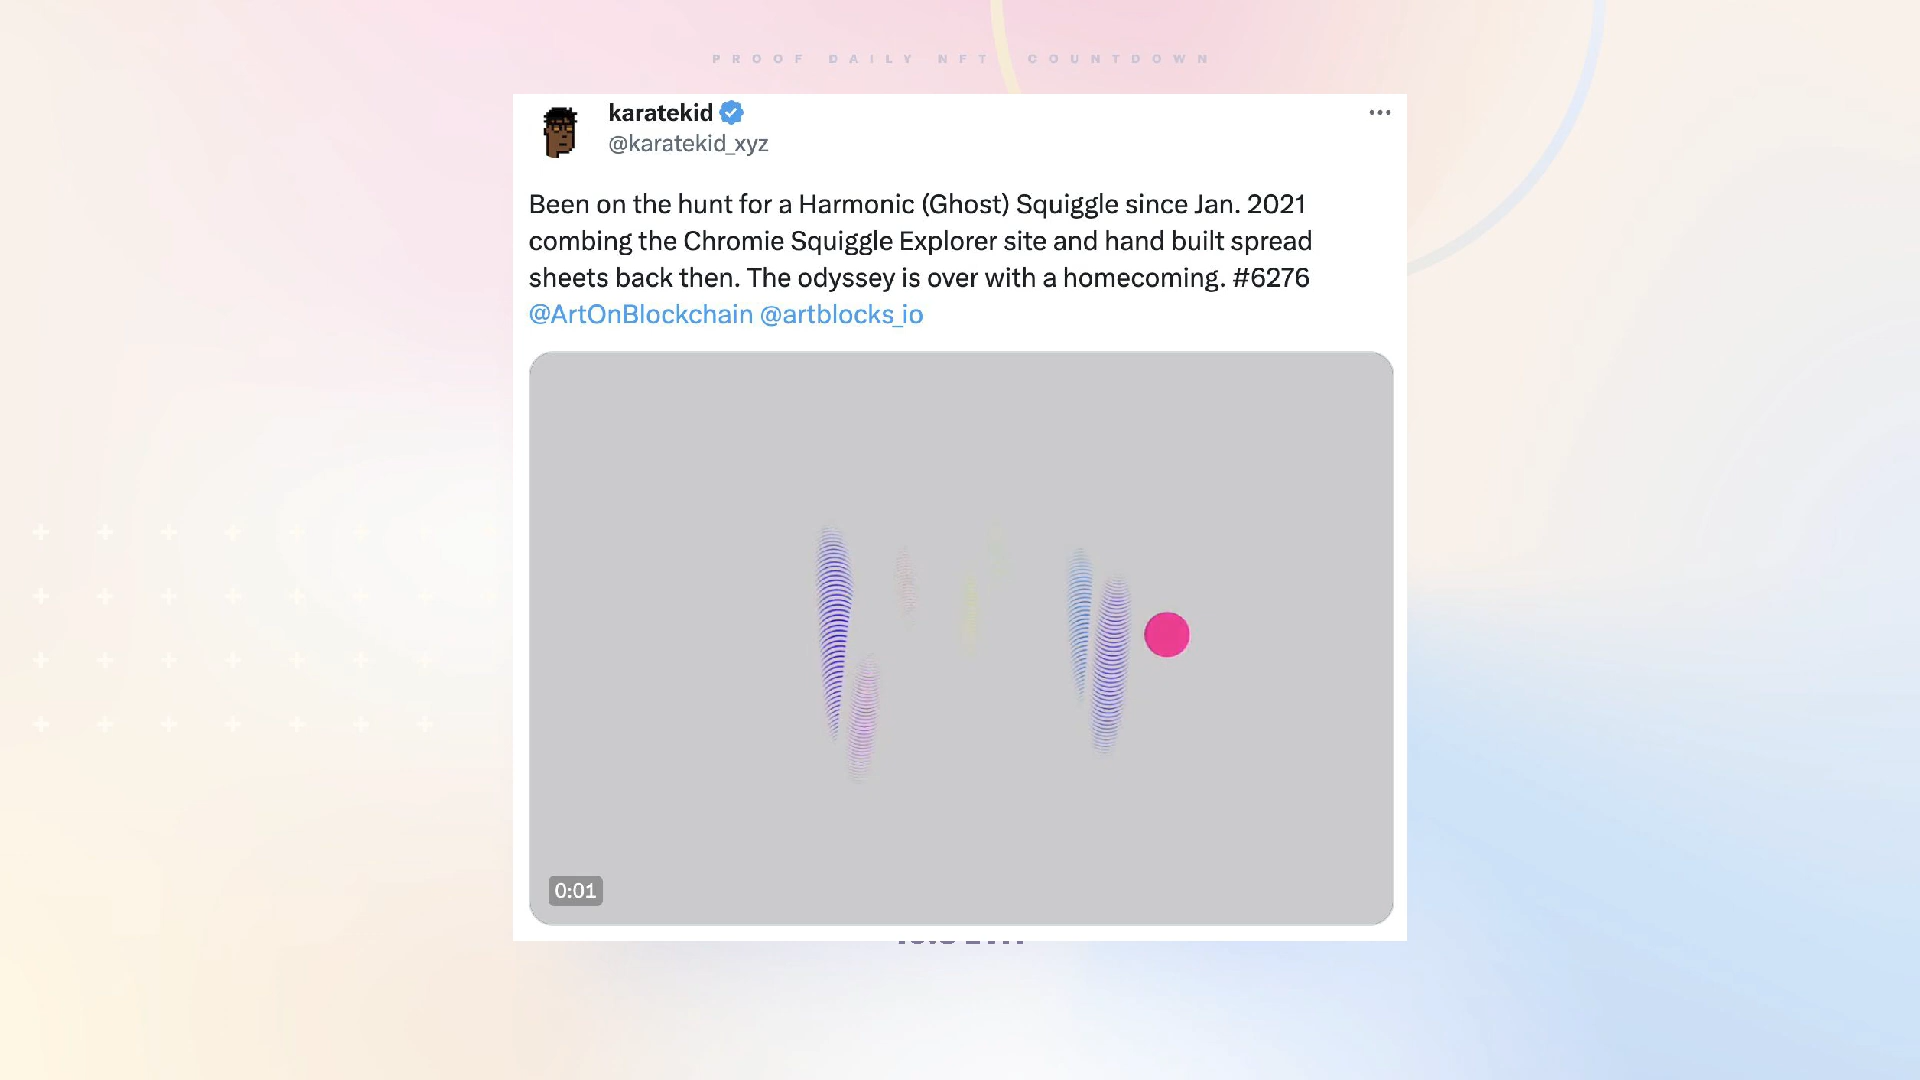 PROOF DAILY NFT COUNTDOWN
karatekid
@karatekid_xyz
Been on the hunt for a Harmonic (Ghost) Squiggle since Jan. 2021
combing the Chromie Squiggle Explorer site and hand built spread
sheets back then. The odyssey is over with a homecoming. #6276
@ArtOnBlockchain @artblocks_io
0:01